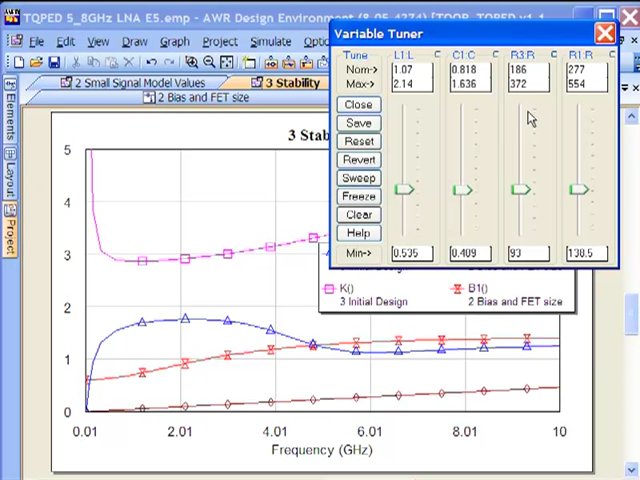 TQPED 5_8GHz LNA E5.emp - AWR Design Environment (8.05.4274) [TQOR_TQPED_v1.1
File Edit View Draw Graph Project Simulate
2 Small Signal Model Values
3 Stability
2 Bias and FET size
Elements
Layout
Project
Variable Tuner
Tune L1:L C C1:C C R3:R C R1:R C
Nom-> 1.07 0.818 186 277
Max-> 2.14 1.636 372 554
Close
Save
Reset
Revert
Sweep
Freeze
Clear
Help
Min-> 0.535 0.409 93 138.5
3 Stab
K()
3 Initial Design
B1()
2 Bias and FET size
5
4
3
2
1
0
0.01 2.01 4.01 6.01 8.01 10
Frequency (GHz)